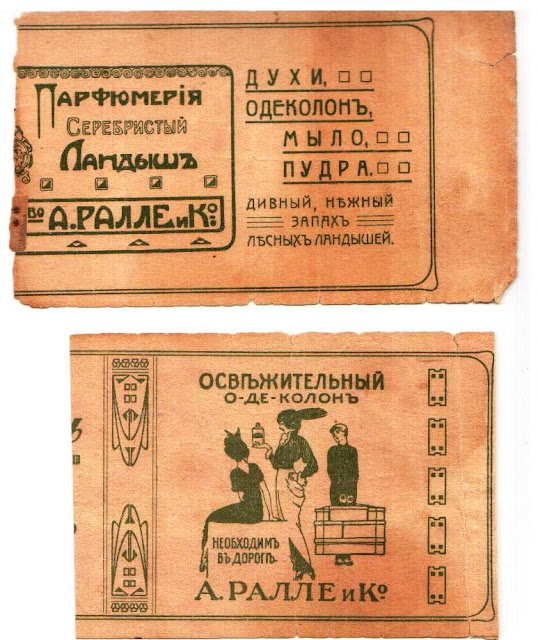 Парфюмерія
Серебристый
Ландышъ
во А.РАЛЛЕ и Ко
ДУХИ,
ОДЕКОЛОНЪ,
МЫЛО,
ПУДРА.
ДИВНЫЙ, НѢЖНЫЙ
ЗАПАХЪ
ЛѢСНЫХЪ ЛАНДЫШЕЙ.
ОСВѢЖИТЕЛЬНЫЙ
О-ДЕ-КОЛОНЪ
НЕОБХОДИМЪ
ВЪ ДОРОГѢ
А.РАЛЛЕ и Ко